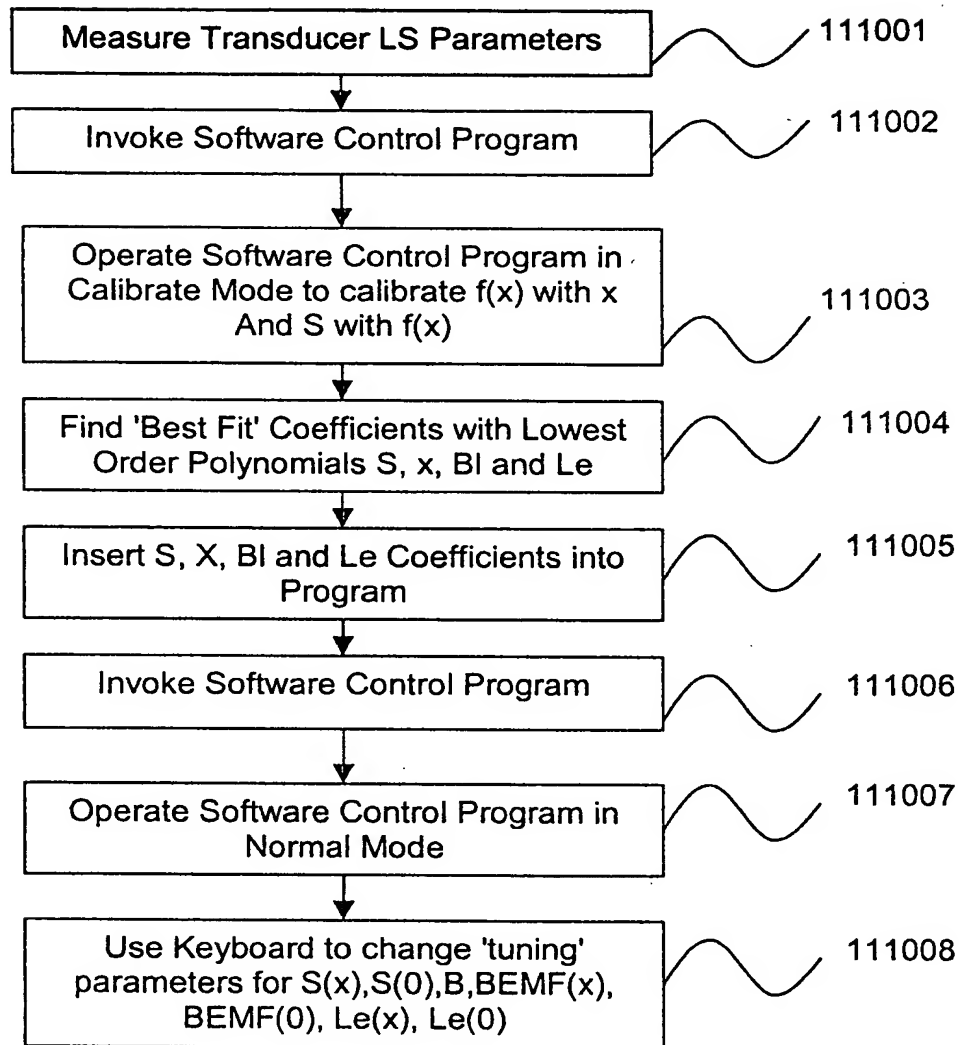 Measure Transducer LS Parameters
111001
Invoke Software Control Program
111002
Operate Software Control Program in
Calibrate Mode to calibrate f(x) with x
And S with f(x)
111003
Find 'Best Fit' Coefficients with Lowest
Order Polynomials S, x, Bl and Le
111004
Insert S, X, Bl and Le Coefficients into
Program
111005
Invoke Software Control Program
111006
Operate Software Control Program in
Normal Mode
111007
Use Keyboard to change 'tuning'
parameters for S(x),S(0),B,BEMF(x),
BEMF(0), Le(x), Le(0)
111008